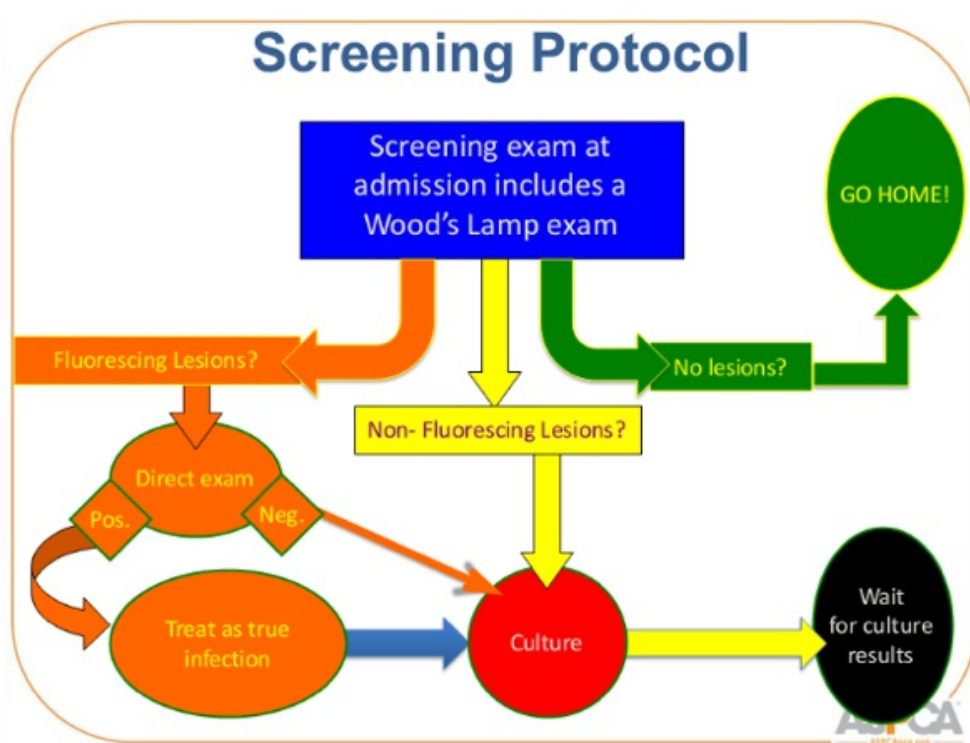 Screening Protocol
Screening exam at
admission includes a
Wood's Lamp exam
GO HOME!
Fluorescing Lesions?
No lesions?
Non- Fluorescing Lesions?
Direct exam
Pos.
Neg.
Treat as true
infection
Culture
Wait
for culture
results
ASPCA